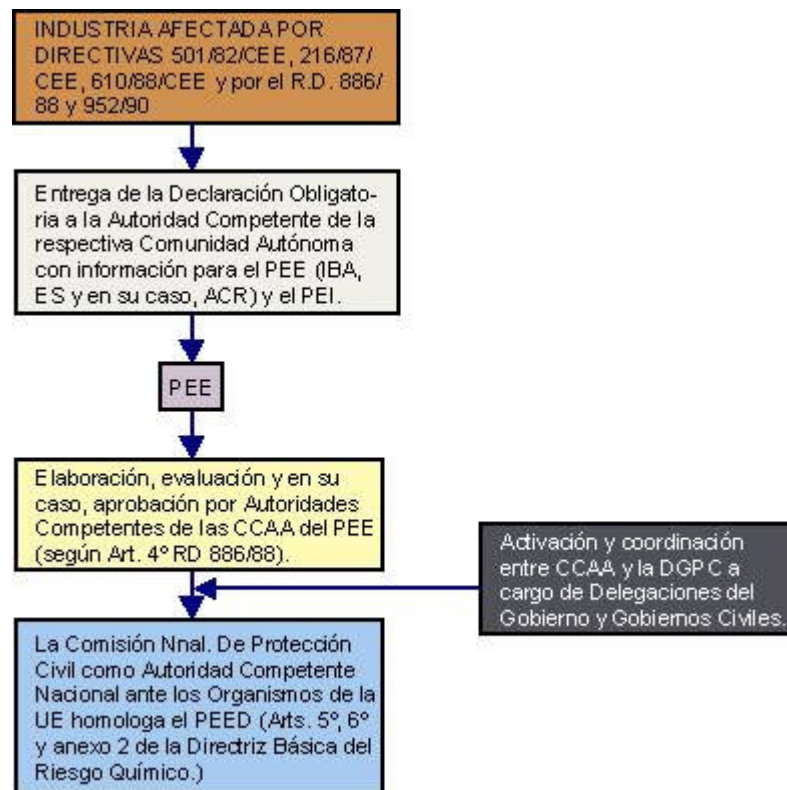 INDUSTRIA AFECTADA POR
DIRECTIVAS 501/82/CEE, 216/87/
CEE, 610/88/CEE y por el R.D. 886/
88 y 952/90
Entrega de la Declaración Obligato-
ria a la Autoridad Competente de la
respectiva Comunidad Autónoma
con información para el PEE (IBA,
ES y en su caso, ACR) y el PEI.
PEE
Elaboración, evaluación y en su
caso, aprobación por Autoridades
Competentes de las CCAA del PEE
(según Art. 4º RD 886/88).
Activación y coordinación
entre CCAA y la DGPC a
cargo de Delegaciones del
Gobierno y Gobiernos Civiles.
La Comisión Nnal. De Protección
Civil como Autoridad Competente
Nacional ante los Organismos de la
UE homologa el PEED (Arts. 5º, 6º
y anexo 2 de la Directriz Básica del
Riesgo Químico.)